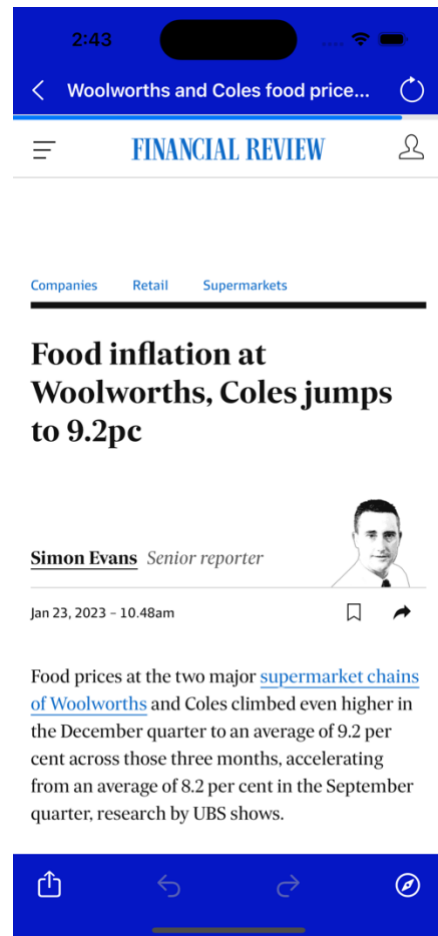 2:43
Woolworths and Coles food price...
FINANCIAL REVIEW
Companies Retail Supermarkets
Food inflation at
Woolworths, Coles jumps
to 9.2pc
Simon Evans Senior reporter
Jan 23, 2023 – 10.48am
Food prices at the two major supermarket chains
of Woolworths and Coles climbed even higher in
the December quarter to an average of 9.2 per
cent across those three months, accelerating
from an average of 8.2 per cent in the September
quarter, research by UBS shows.